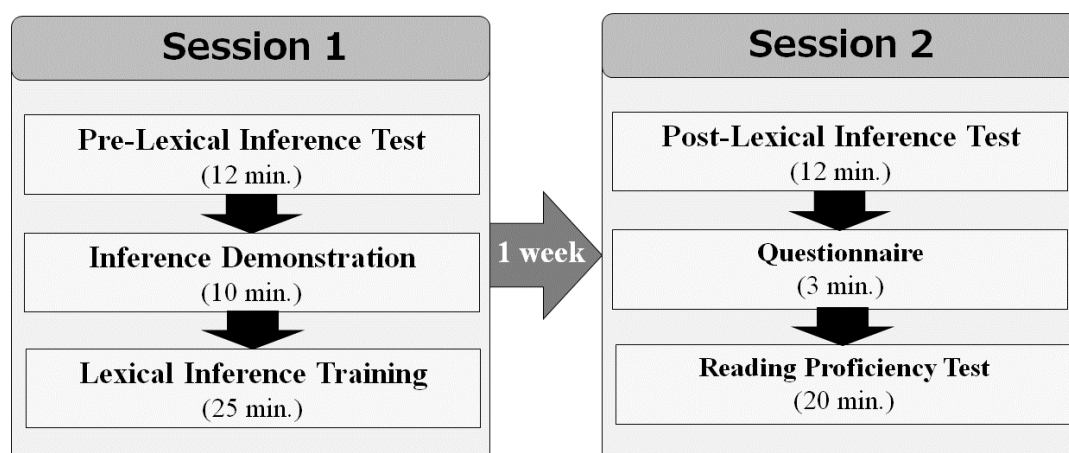 Session 1
Pre-Lexical Inference Test
(12 min.)
Inference Demonstration
(10 min.)
Lexical Inference Training
(25 min.)
1 week
Session 2
Post-Lexical Inference Test
(12 min.)
Questionnaire
(3 min.)
Reading Proficiency Test
(20 min.)